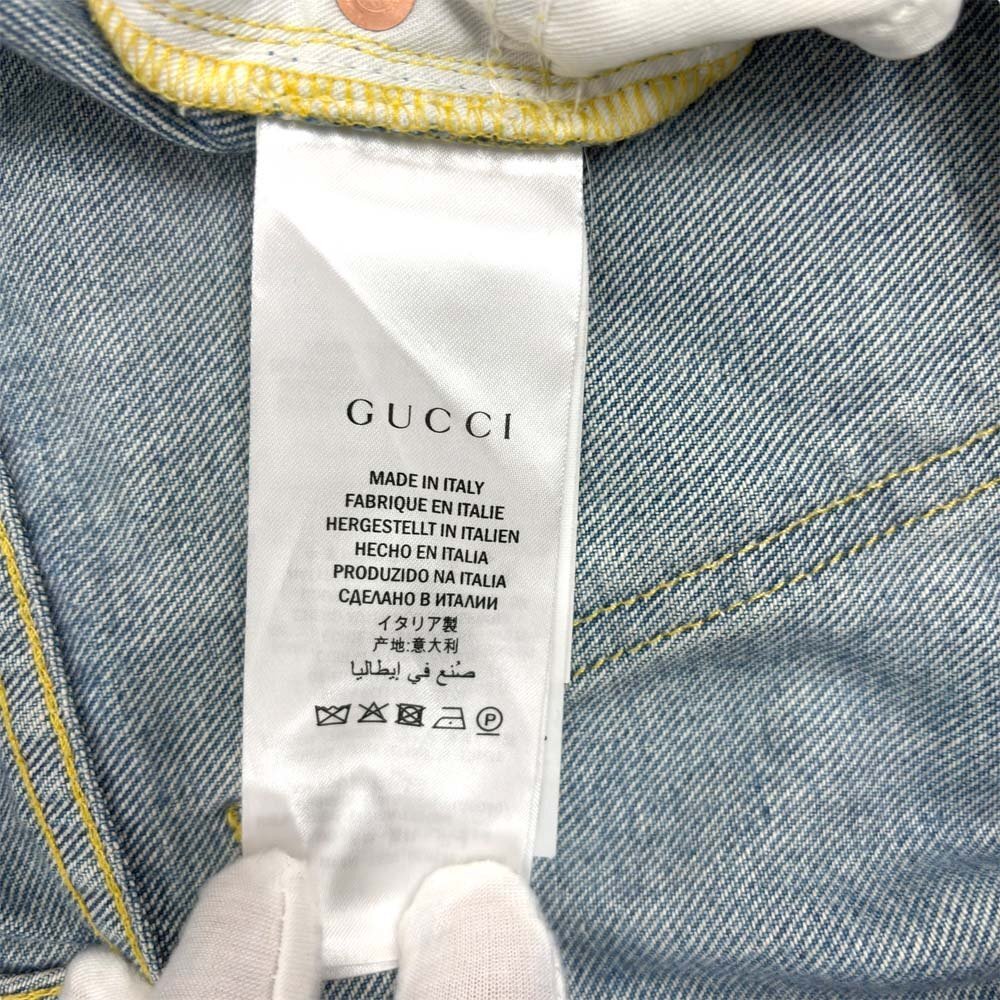 GUCCI
MADE IN ITALY
FABRIQUE EN ITALIE
HERGESTELLT IN ITALIEN
HECHO EN ITALIA
PRODUZIDO NA ITALIA
СДЕЛАНО В ИТАЛИИ
イタリア製
产地:意大利
صُنع في إيطاليا
P